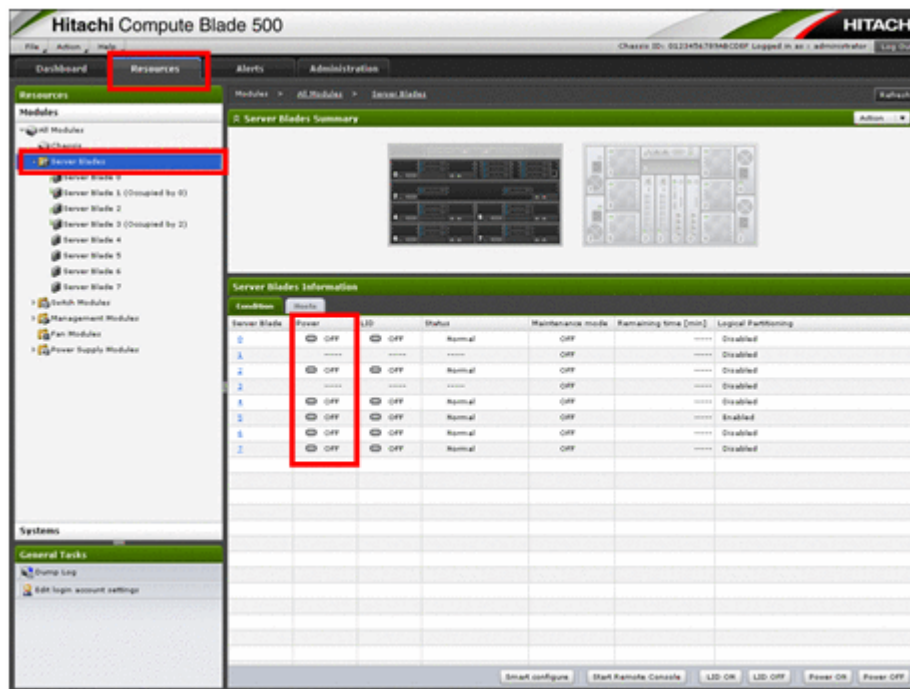 Hitachi Compute Blade 500
HITACH
File Action Help
Chassis ID: 0123456789ABCDEF Logged in as : administrator Log Ou
Dashboard Resources Alerts Administration
Resources
Modules > All Modules > Server Blades
Refresh
Modules
Server Blades Summary
Action
All Modules
Chassis
Server Blades
Server Blade 0
Server Blade 1 (Occupied by 0)
Server Blade 2
Server Blade 3 (Occupied by 2)
Server Blade 4
Server Blade 5
Server Blade 6
Server Blade 7
Switch Modules
Management Modules
Fan Modules
Power Supply Modules
Systems
General Tasks
Dump Log
Edit login account settings
Server Blades Information
Condition Hosts
Server Blade Power LID Status Maintenance mode Remaining time [min] Logical Partitioning
0 OFF OFF Normal OFF ----- Disabled
1 ----- ----- ----- OFF ----- Disabled
2 OFF OFF Normal OFF ----- Disabled
3 ----- ----- ----- OFF ----- Disabled
4 OFF OFF Normal OFF ----- Disabled
5 OFF OFF Normal OFF ----- Enabled
6 OFF OFF Normal OFF ----- Disabled
7 OFF OFF Normal OFF ----- Disabled
Smart configure Start Remote Console LID ON LID OFF Power ON Power OFF